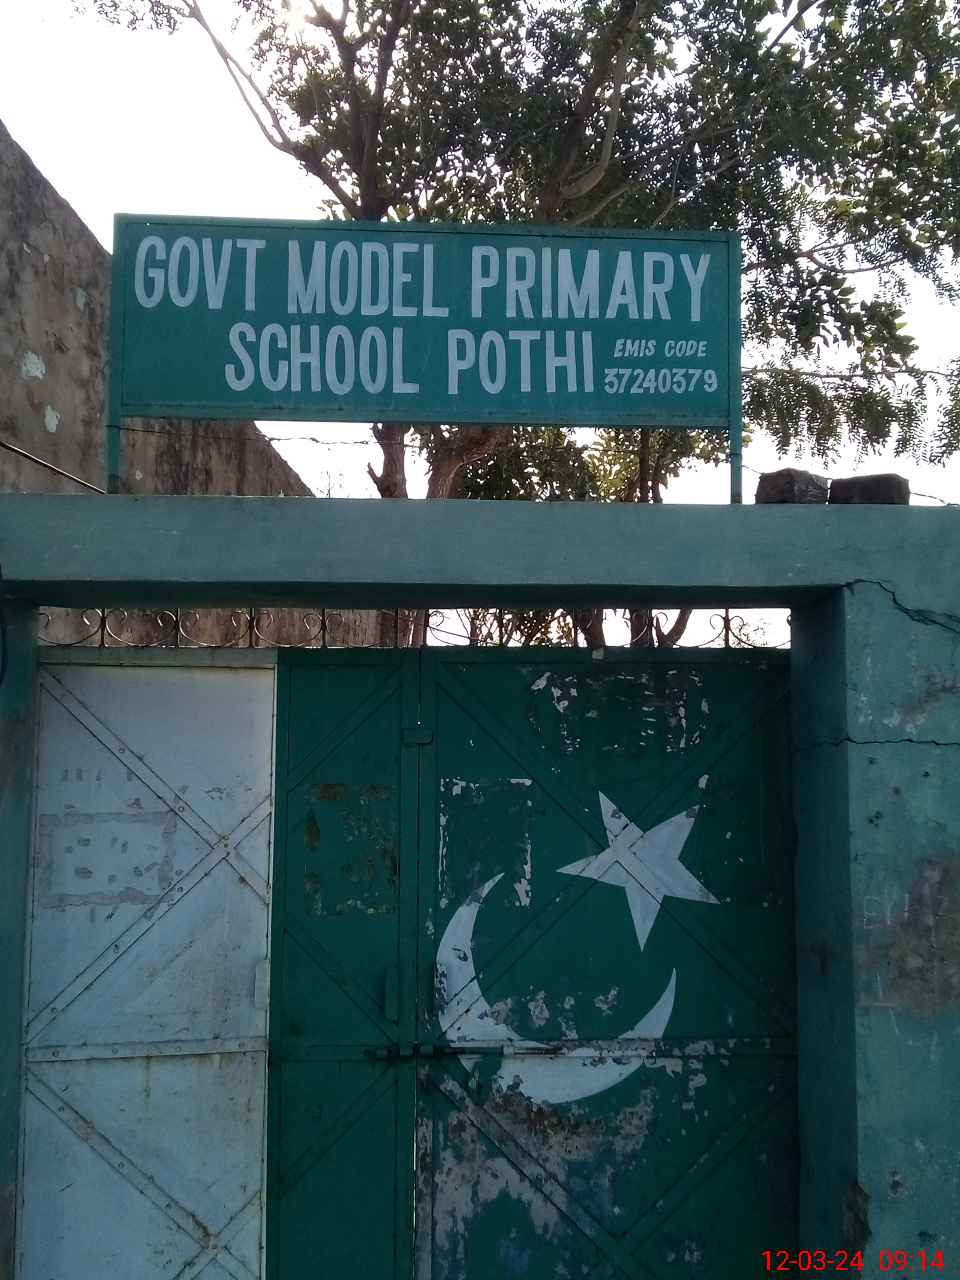 GOVT MODEL PRIMARY
SCHOOL POTHI EMIS CODE
37240379
12-03-24 09:14